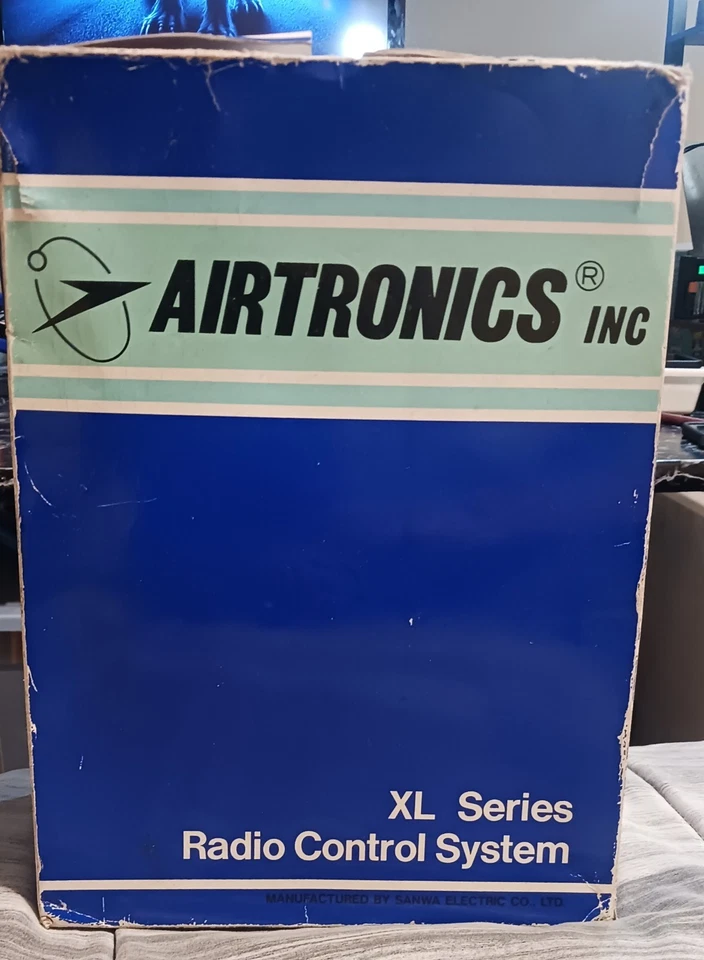 AIRTRONICS® INC
XL Series
Radio Control System
MANUFACTURED BY SANWA ELECTRIC CO., LTD.